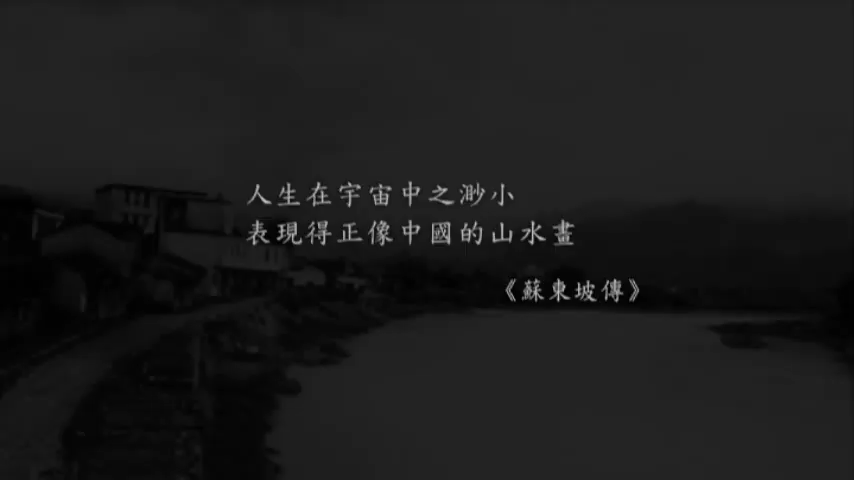 人生在宇宙中之渺小
表現得正像中國的山水畫
《蘇東坡傳》